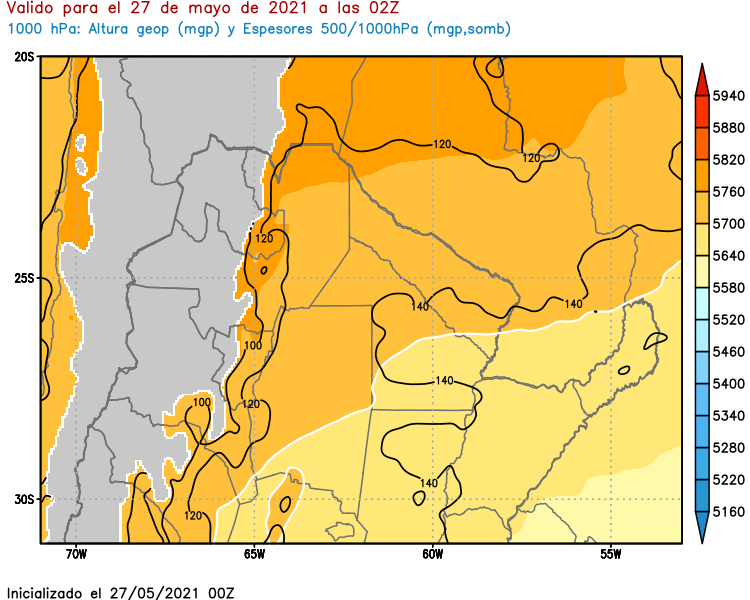 Valido para el 27 de mayo de 2021 a las 02Z
1000 hPa: Altura geop (mgp) y Espesores 500/1000hPa (mgp,somb)
20S
25S
30S
70W
65W
60W
55W
120
120
120
140
140
100
140
100
120
140
120
5940
5880
5820
5760
5700
5640
5580
5520
5460
5400
5340
5280
5220
5160
Inicializado el 27/05/2021 00Z